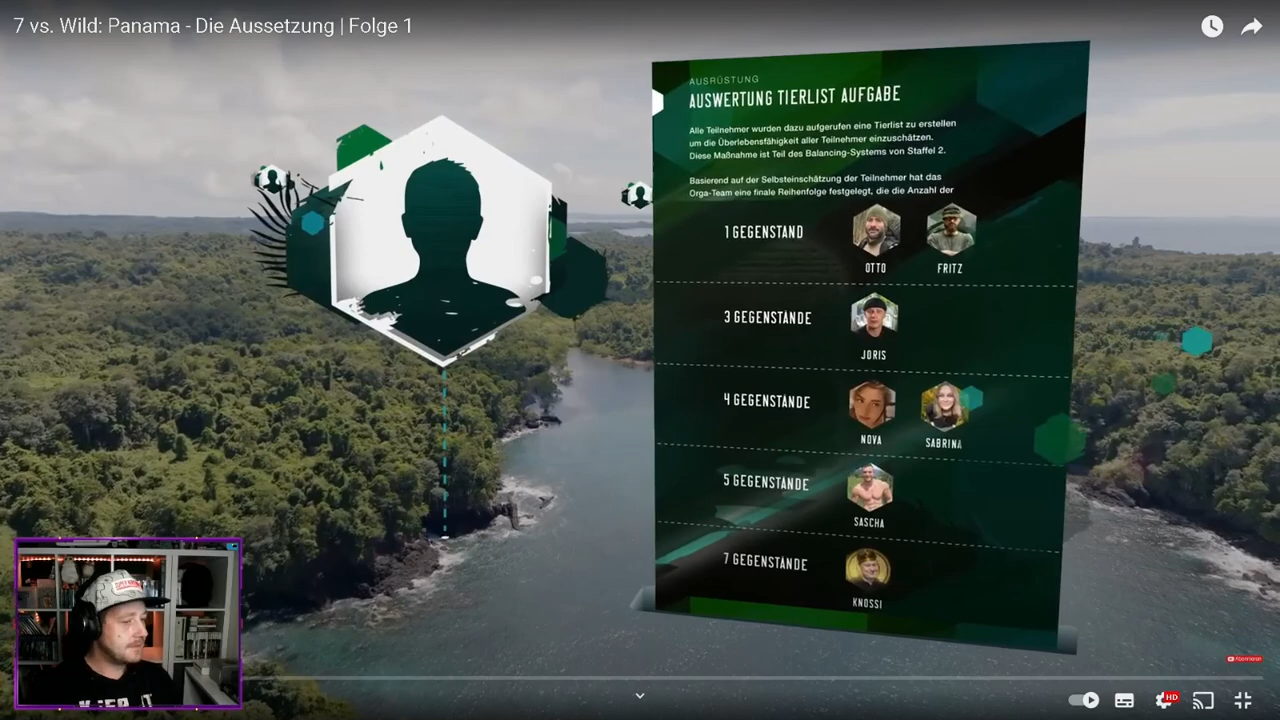 7 vs. Wild: Panama - Die Aussetzung | Folge 1
AUSRÜSTUNG
AUSWERTUNG TIERLIST AUFGABE
Alle Teilnehmer wurden dazu aufgerufen eine Tierlist zu erstellen
um die Überlebensfähigkeit aller Teilnehmer einzuschätzen.
Diese Maßnahme ist Teil des Balancing-Systems von Staffel 2.
Basierend auf der Selbsteinschätzung der Teilnehmer hat das
Orga-Team eine finale Reihenfolge festgelegt, die die Anzahl der
1 GEGENSTAND
OTTO
FRITZ
3 GEGENSTÄNDE
JORIS
4 GEGENSTÄNDE
NOVA
SABRINA
5 GEGENSTÄNDE
SASCHA
7 GEGENSTÄNDE
KNOSSI
Abonnieren
HD